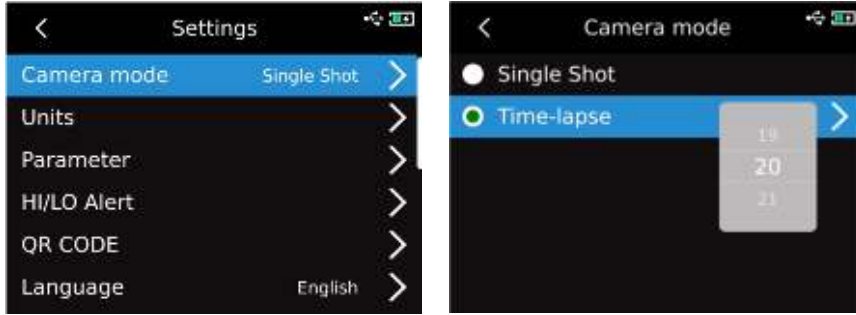 Settings
Camera mode Single Shot
Units
Parameter
HI/LO Alert
QR CODE
Language English
Camera mode
Single Shot
Time-lapse
19
20
21